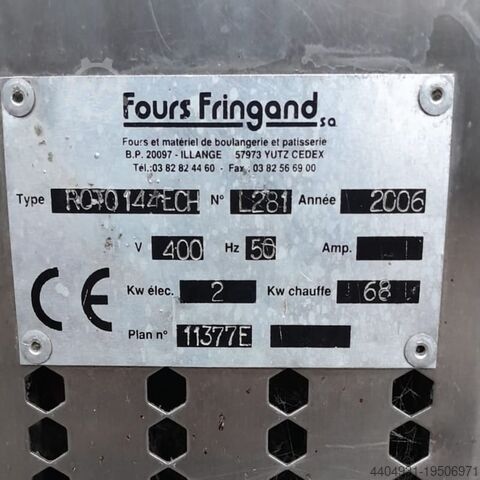 Fours Fringand sa
Fours et matériel de boulangerie et patisserie
B.P. 20097 - ILLANGE 57973 YUTZ CEDEX
Tél.: 03 82 82 44 60 - Fax : 03 82 56 69 00
Type N° L281 Année 2006
V 400 Hz 50 Amp.
CE Kw élec. 2 Kw chauffe 68
Plan n° 11377E
4404991-19506971